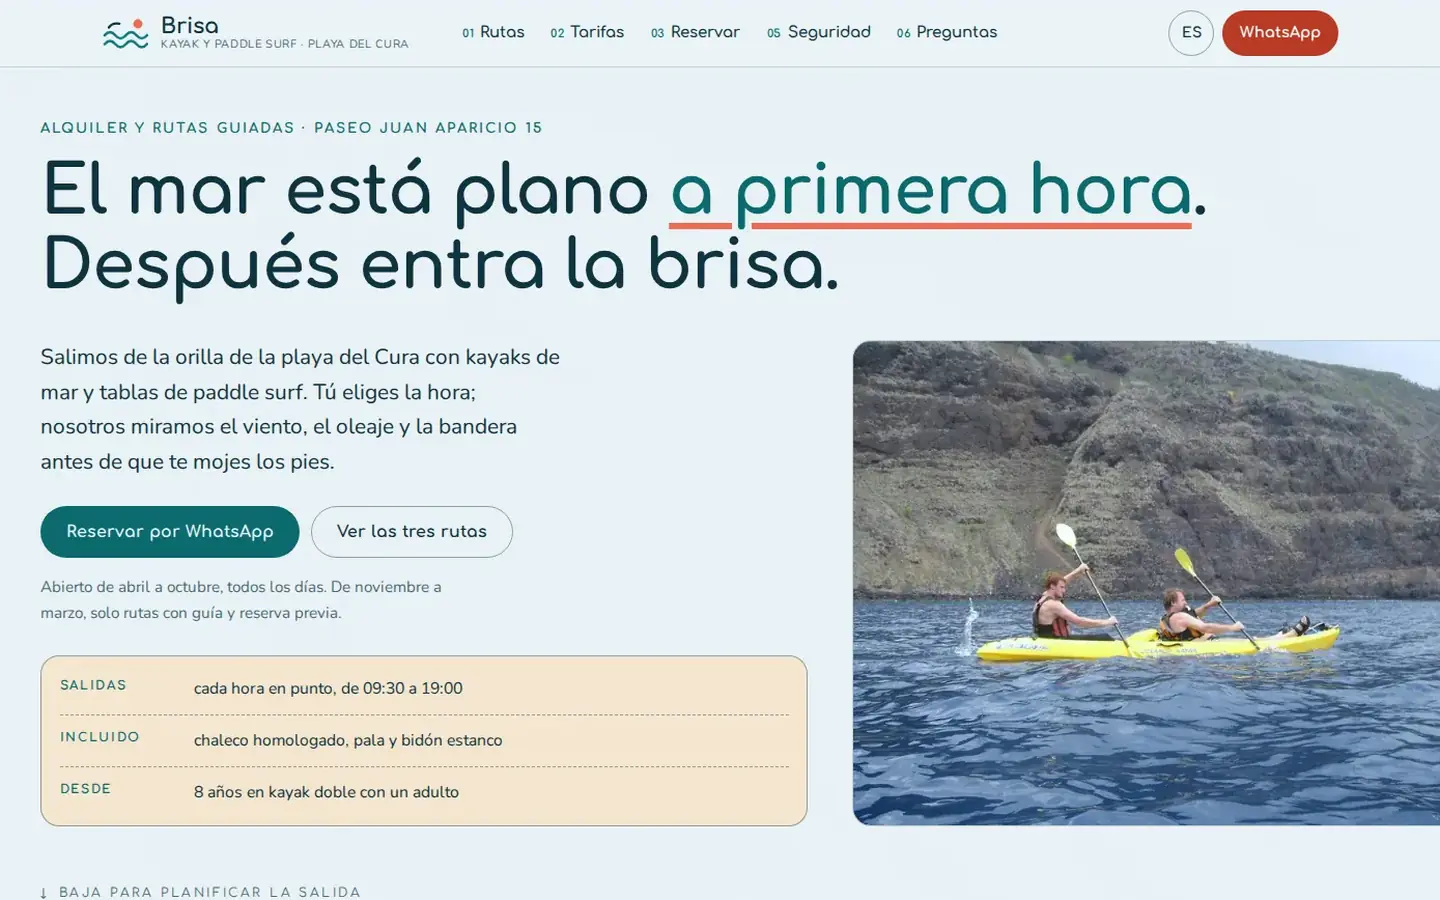 Brisa
KAYAK Y PADDLE SURF · PLAYA DEL CURA
01 Rutas
02 Tarifas
03 Reservar
05 Seguridad
06 Preguntas
ES
WhatsApp
ALQUILER Y RUTAS GUIADAS · PASEO JUAN APARICIO 15
El mar está plano a primera hora.
Después entra la brisa.
Salimos de la orilla de la playa del Cura con kayaks de
mar y tablas de paddle surf. Tú eliges la hora;
nosotros miramos el viento, el oleaje y la bandera
antes de que te mojes los pies.
Reservar por WhatsApp
Ver las tres rutas
Abierto de abril a octubre, todos los días. De noviembre a
marzo, solo rutas con guía y reserva previa.
SALIDAS cada hora en punto, de 09:30 a 19:00
INCLUIDO chaleco homologado, pala y bidón estanco
DESDE 8 años en kayak doble con un adulto
↓ BAJA PARA PLANIFICAR LA SALIDA